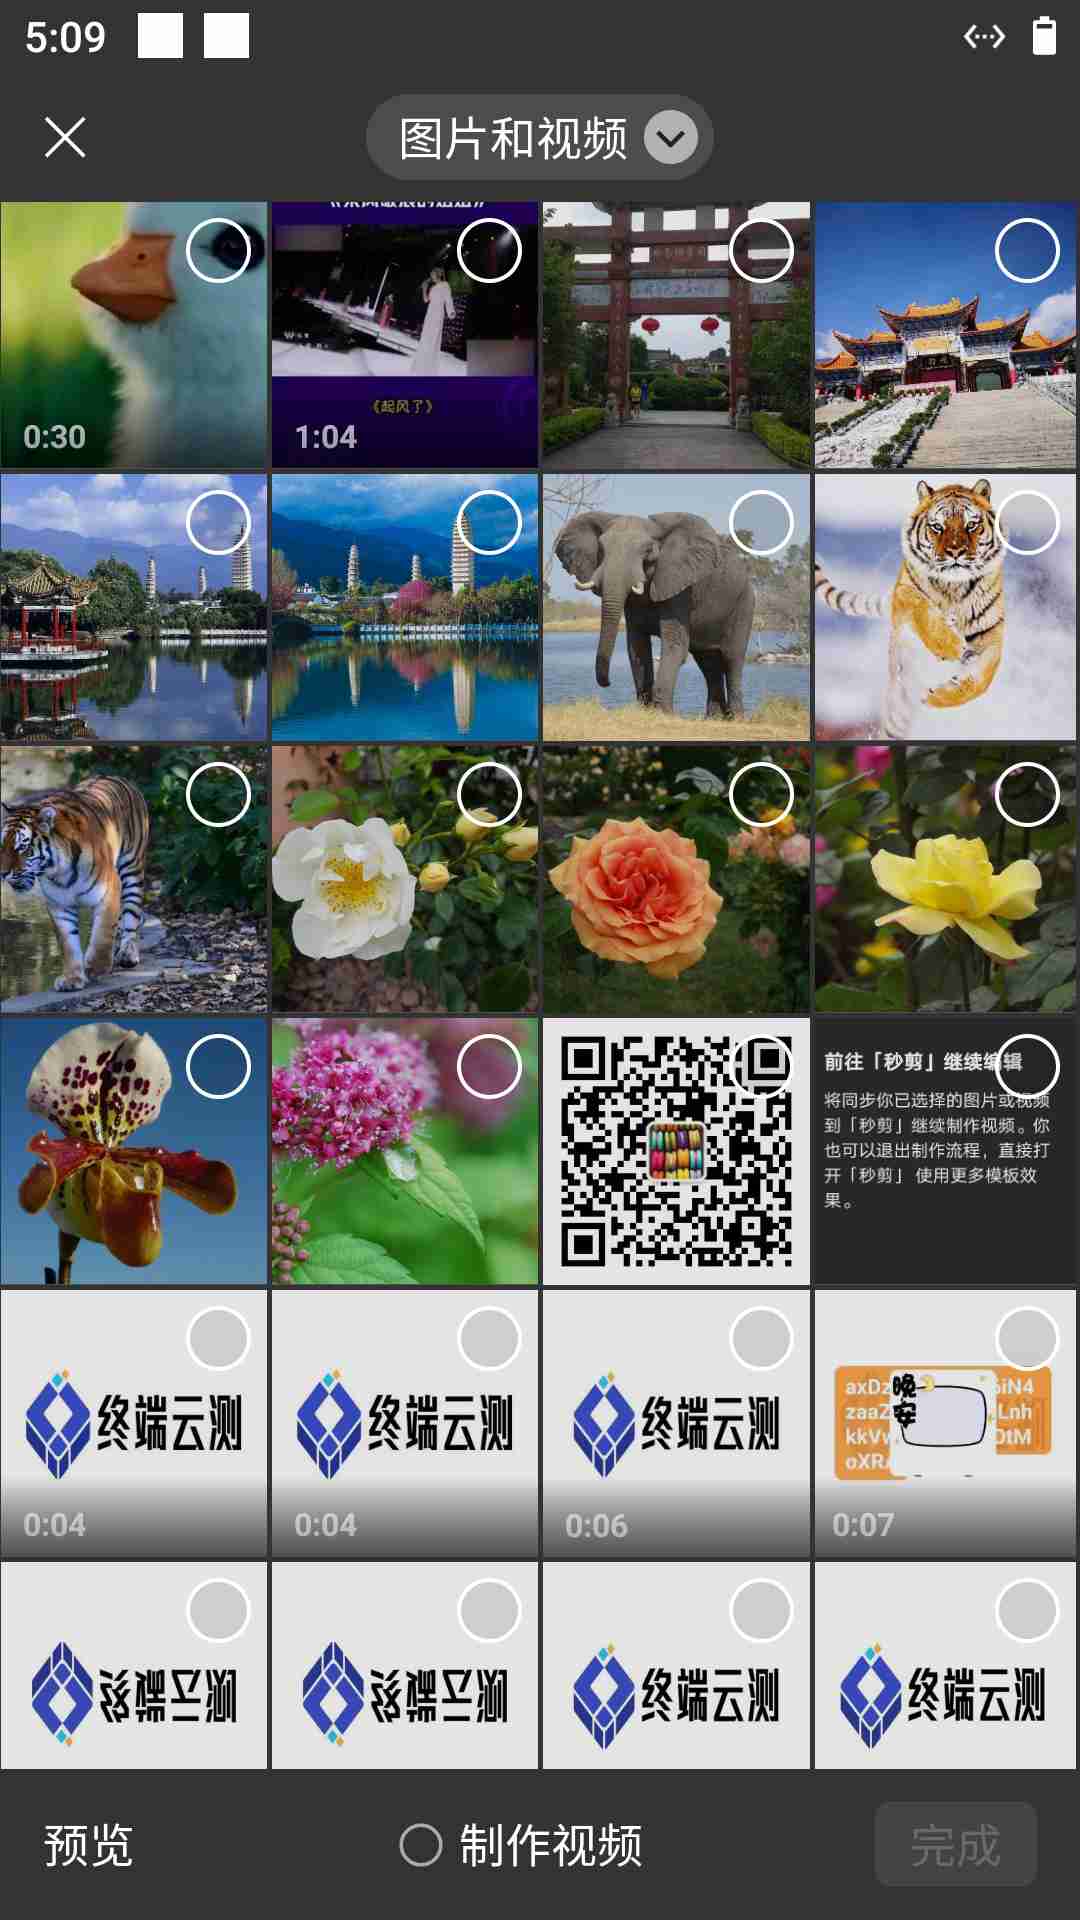 5:09
图片和视频
0:30
《起风了》
1:04
前往「秒剪」继续编辑
将同步你已选择的图片或视频
到「秒剪」继续制作视频。你
也可以退出制作流程，直接打
开「秒剪」 使用更多模板效
果。
终端云测
0:04
终端云测
0:04
终端云测
0:06
axDz
iN4
zaaZ
Lnh
kkVw
OtM
oXRA
晚安
0:07
终端云测
终端云测
终端云测
终端云测
预览
制作视频
完成